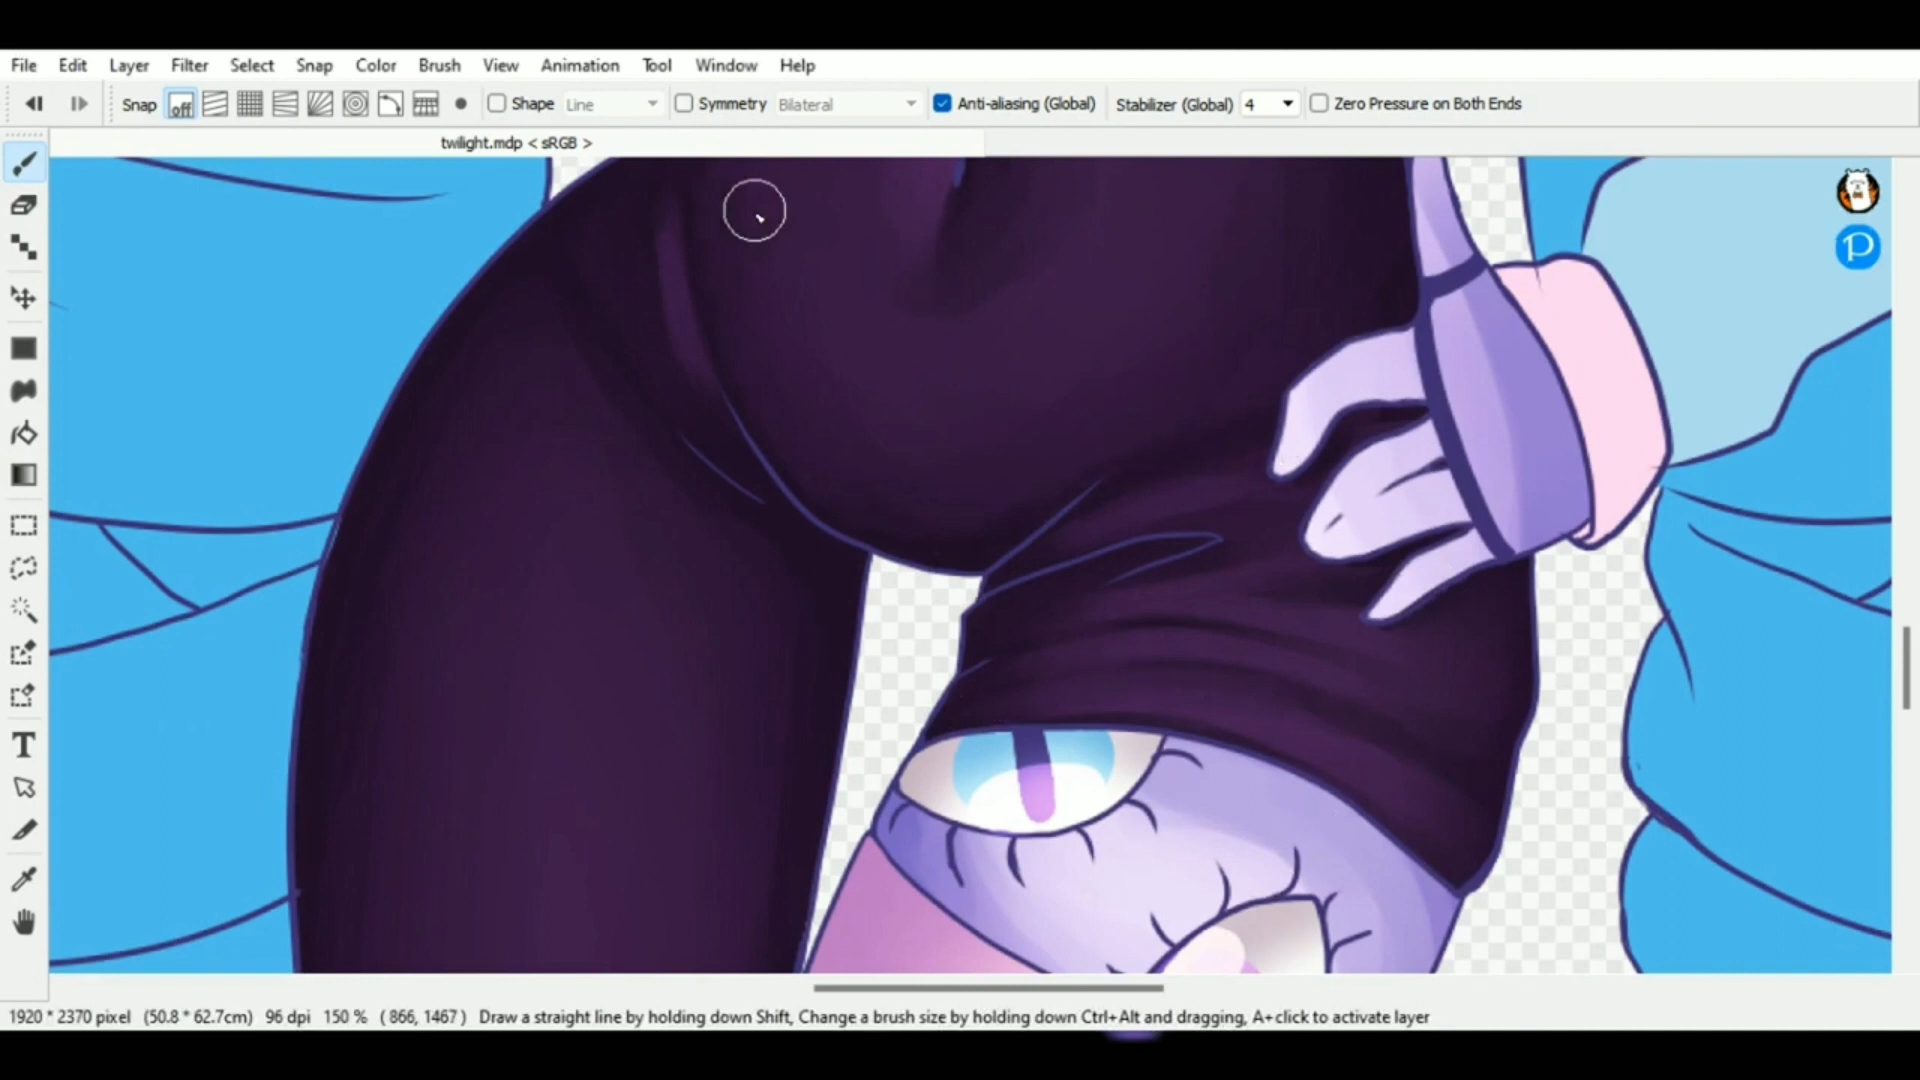 File Edit Layer Filter Select Snap Color Brush View Animation Tool Window Help
Snap off Shape Line Symmetry Bilateral Anti-aliasing (Global) Stabilizer (Global) 4 Zero Pressure on Both Ends
twilight.mdp < sRGB >
P
T
1920 * 2370 pixel (50.8 * 62.7cm) 96 dpi 150 % ( 866, 1467 ) Draw a straight line by holding down Shift, Change a brush size by holding down Ctrl+Alt and dragging, A+click to activate layer